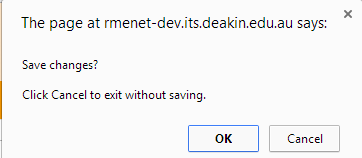 The page at rmenet-dev.its.deakin.edu.au says:
Save changes?
Click Cancel to exit without saving.
OK Cancel